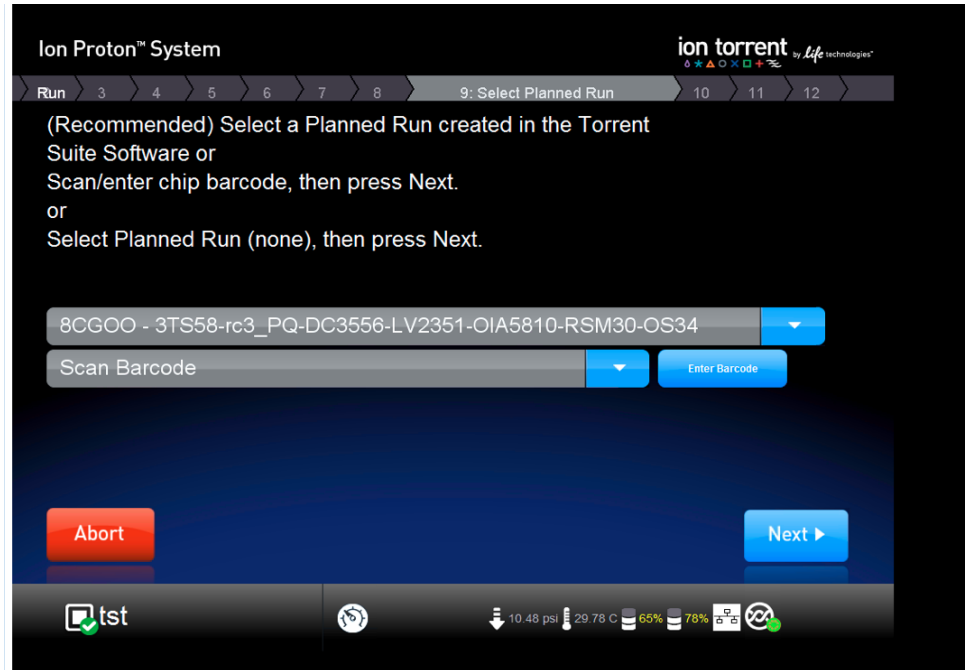 Ion Proton™ System
ion torrent by life technologies™
Run 3 4 5 6 7 8 9: Select Planned Run 10 11 12
(Recommended) Select a Planned Run created in the Torrent
Suite Software or
Scan/enter chip barcode, then press Next.
or
Select Planned Run (none), then press Next.
8CGOO - 3TS58-rc3_PQ-DC3556-LV2351-OIA5810-RSM30-OS34
Scan Barcode
Enter Barcode
Abort
Next
tst
10.48 psi 29.78 C 65% 78%